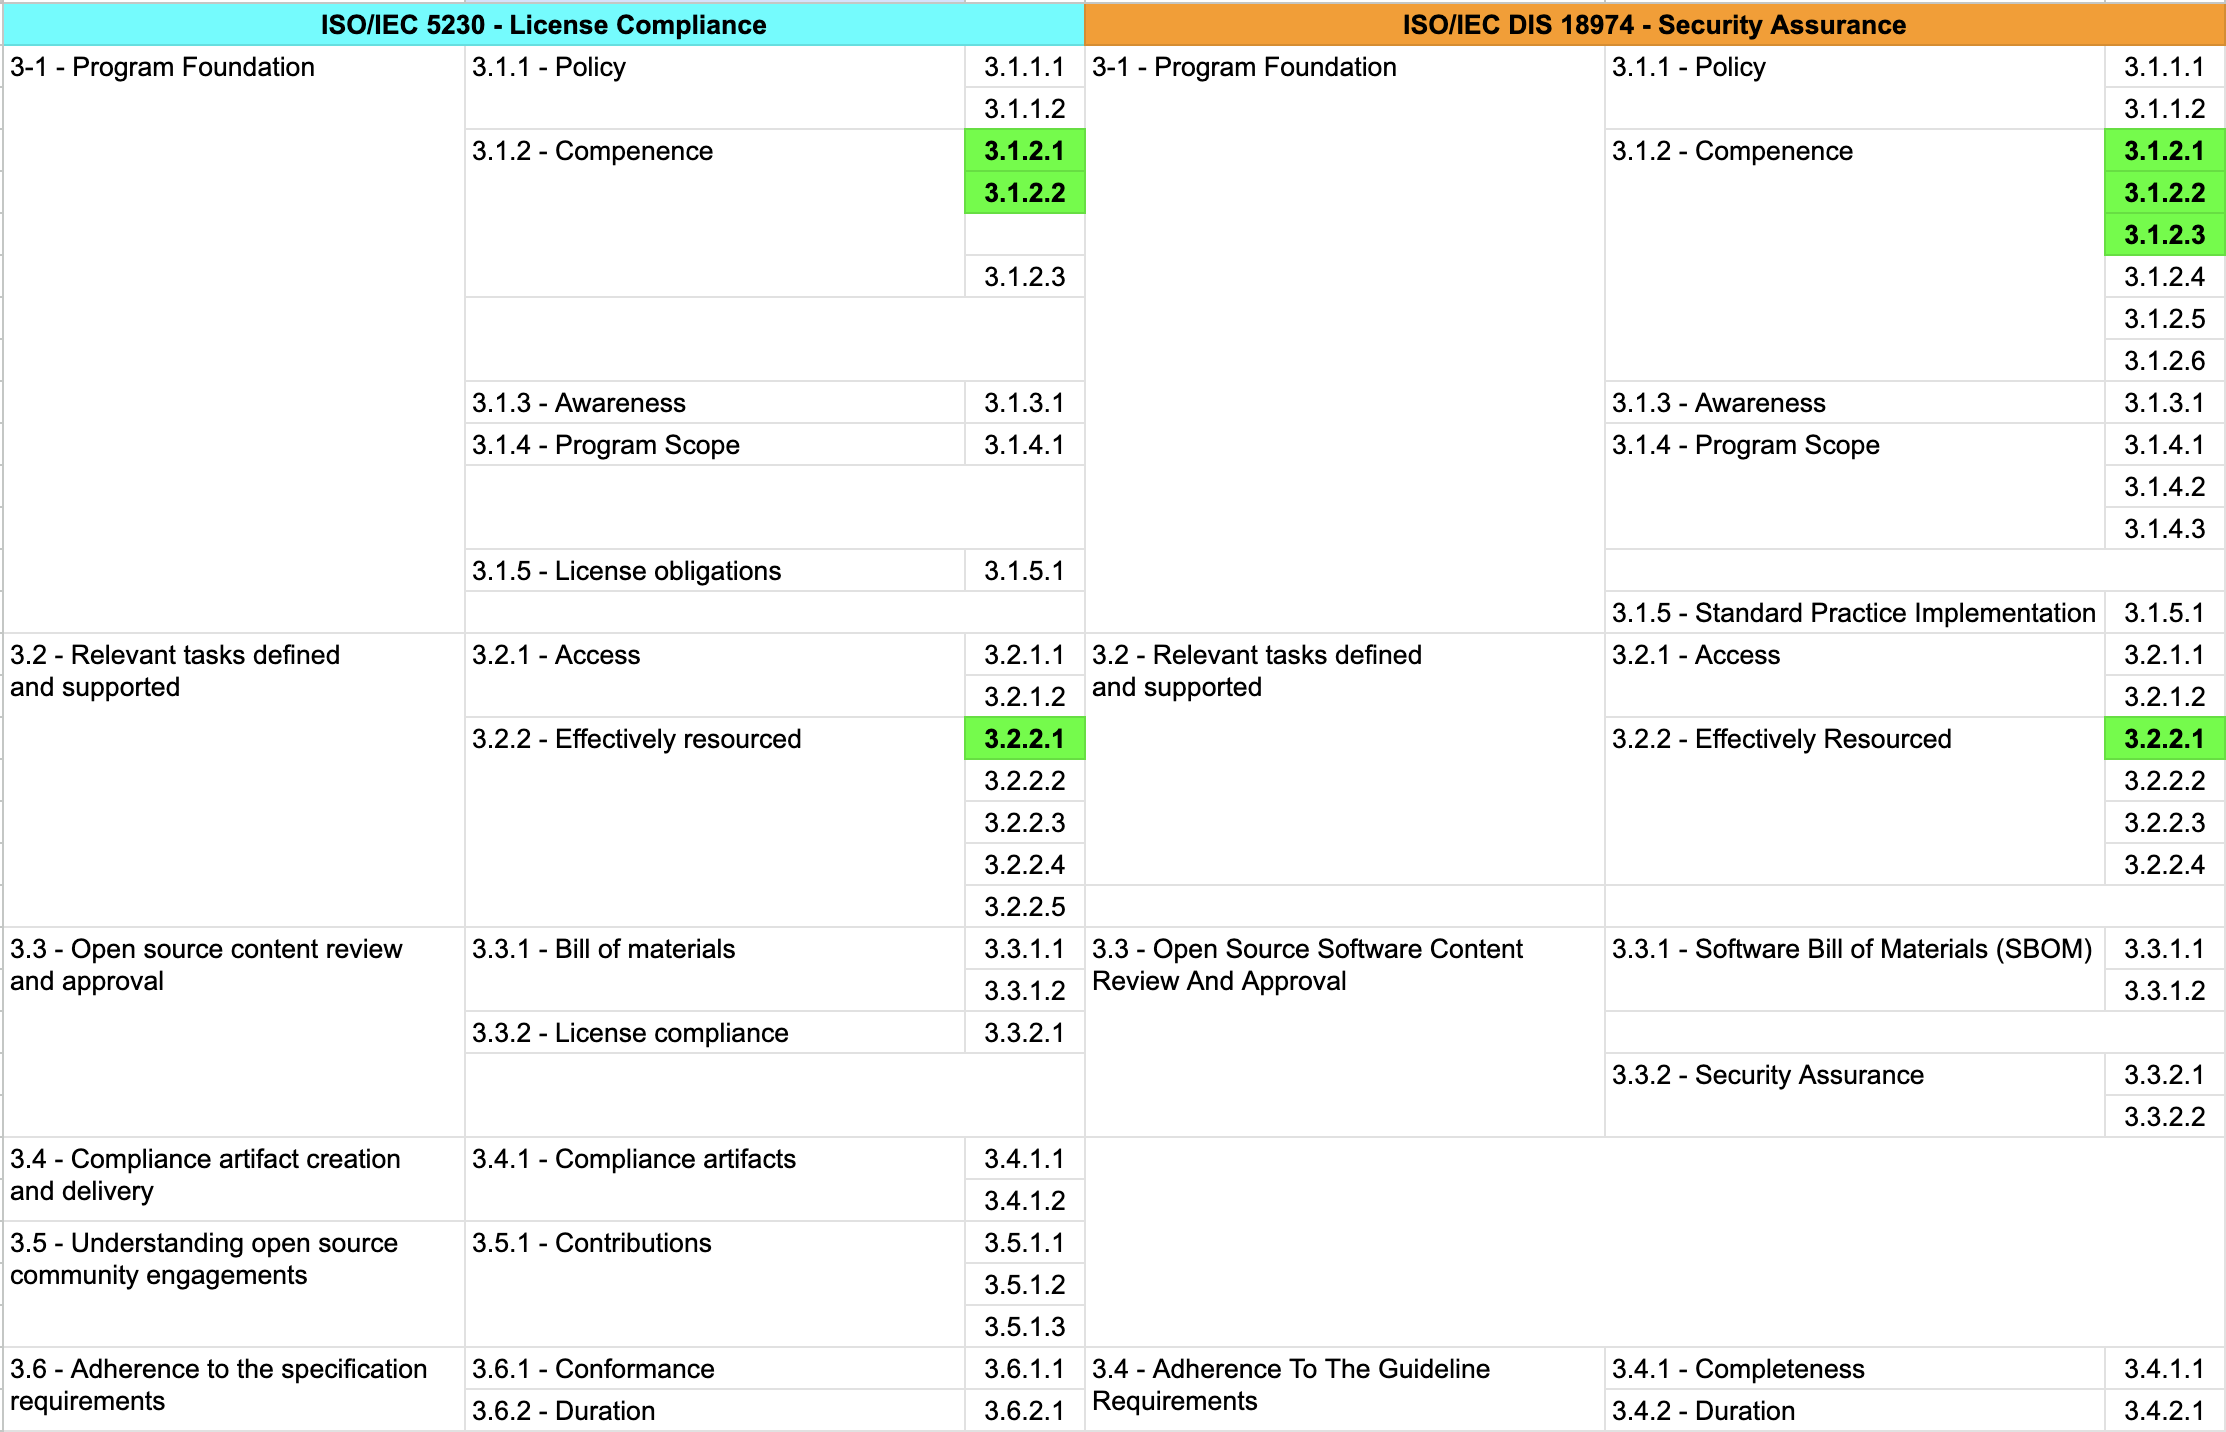 ISO/IEC 5230 - License Compliance ISO/IEC DIS 18974 - Security Assurance
3-1 - Program Foundation 3.1.1 - Policy 3.1.1.1 3-1 - Program Foundation 3.1.1 - Policy 3.1.1.1
3.1.1.2 3.1.1.2
3.1.2 - Compenence 3.1.2.1 3.1.2 - Compenence 3.1.2.1
3.1.2.2 3.1.2.2
3.1.2.3
3.1.2.3 3.1.2.4
3.1.2.5
3.1.2.6
3.1.3 - Awareness 3.1.3.1 3.1.3 - Awareness 3.1.3.1
3.1.4 - Program Scope 3.1.4.1 3.1.4 - Program Scope 3.1.4.1
3.1.4.2
3.1.4.3
3.1.5 - License obligations 3.1.5.1
3.1.5 - Standard Practice Implementation 3.1.5.1
3.2 - Relevant tasks defined 3.2.1 - Access 3.2.1.1 3.2 - Relevant tasks defined 3.2.1 - Access 3.2.1.1
and supported 3.2.1.2 and supported 3.2.1.2
3.2.2 - Effectively resourced 3.2.2.1 3.2.2 - Effectively Resourced 3.2.2.1
3.2.2.2 3.2.2.2
3.2.2.3 3.2.2.3
3.2.2.4 3.2.2.4
3.2.2.5
3.3 - Open source content review 3.3.1 - Bill of materials 3.3.1.1 3.3 - Open Source Software Content 3.3.1 - Software Bill of Materials (SBOM) 3.3.1.1
and approval 3.3.1.2 Review And Approval 3.3.1.2
3.3.2 - License compliance 3.3.2.1
3.3.2 - Security Assurance 3.3.2.1
3.3.2.2
3.4 - Compliance artifact creation 3.4.1 - Compliance artifacts 3.4.1.1
and delivery 3.4.1.2
3.5 - Understanding open source 3.5.1 - Contributions 3.5.1.1
community engagements 3.5.1.2
3.5.1.3
3.6 - Adherence to the specification 3.6.1 - Conformance 3.6.1.1 3.4 - Adherence To The Guideline 3.4.1 - Completeness 3.4.1.1
requirements 3.6.2 - Duration 3.6.2.1 Requirements 3.4.2 - Duration 3.4.2.1